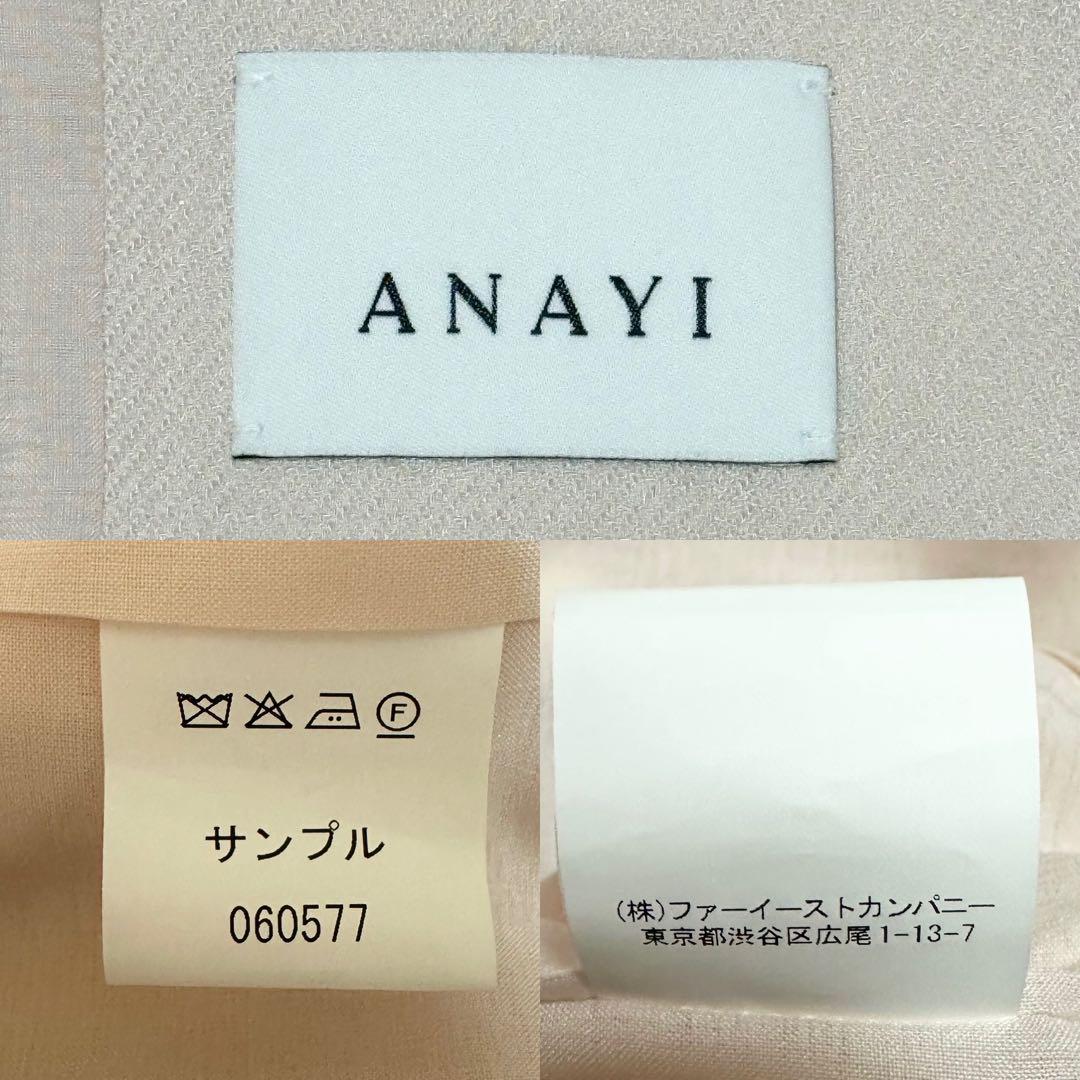 ANAYI
F
サンプル
060577
(株)ファーイーストカンパニー
東京都渋谷区広尾1-13-7